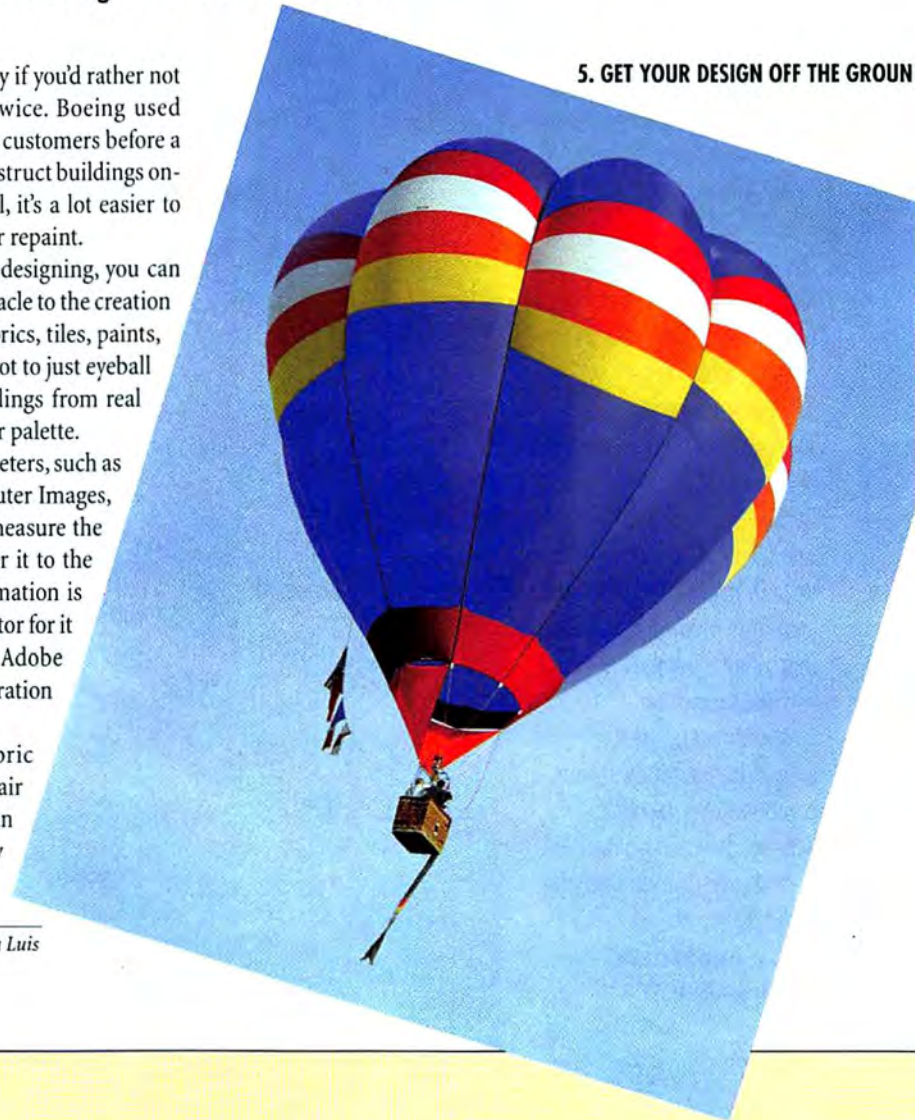 5. GET YOUR DESIGN OFF THE GROUN
y if you'd rather not
wice. Boeing used
customers before a
struct buildings on-
l, it's a lot easier to
r repaint.
designing, you can
acle to the creation
rics, tiles, paints,
ot to just eyeball
lings from real
r palette.
eters, such as
uter Images,
neasure the
r it to the
mation is
tor for it
Adobe
ration
oric
air
n
Luis